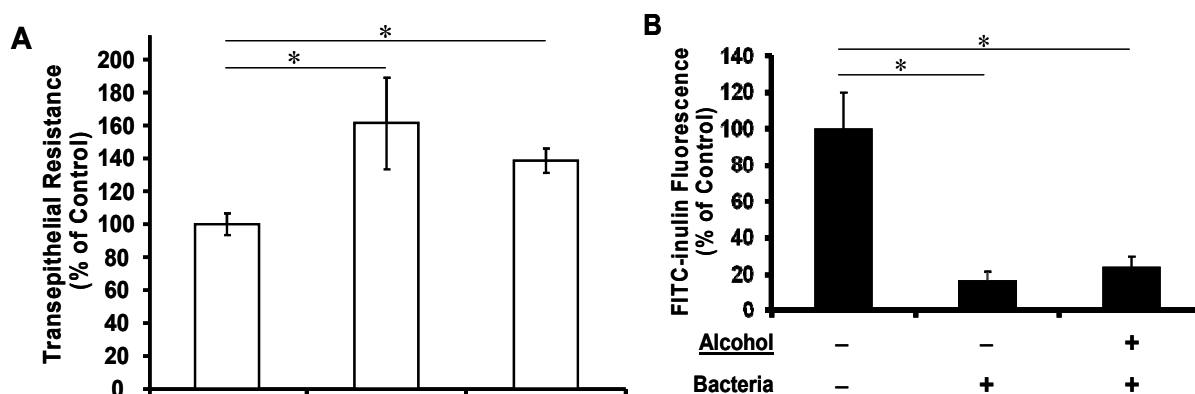 A
Transepithelial Resistance
(% of Control)
200
180
160
140
120
100
80
60
40
20
0
*
*
B
FITC-inulin Fluorescence
(% of Control)
140
120
100
80
60
40
20
0
*
*
Alcohol – – +
Bacteria – + +